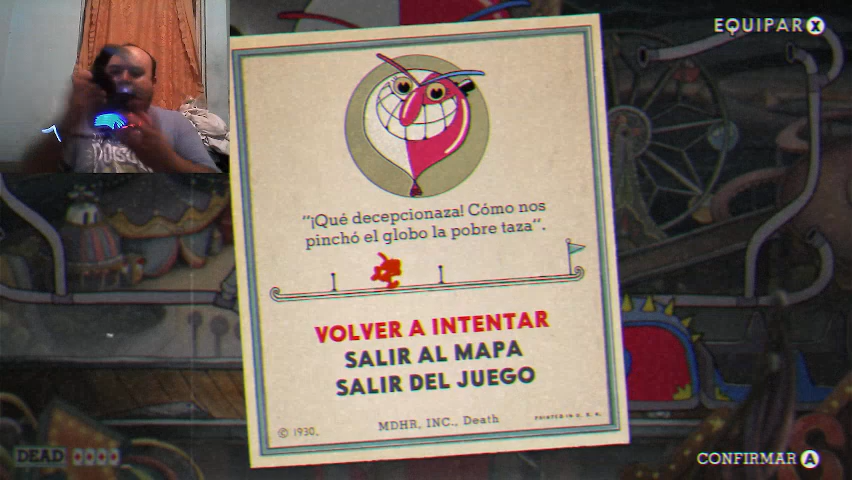 EQUIPAR X
"¡Qué decepcionaza! Cómo nos
pinchó el globo la pobre taza".
VOLVER A INTENTAR
SALIR AL MAPA
SALIR DEL JUEGO
© 1930. MDHR, INC., Death PRINTED IN U. S. A.
DEAD
CONFIRMAR A